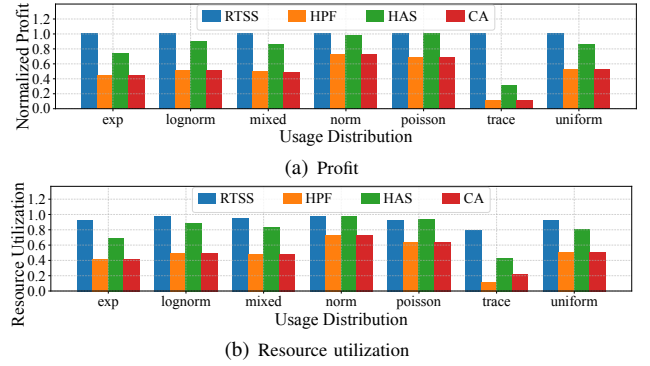 RTSS HPF HAS CA
Normalized Profit
1.2
1.0
0.8
0.6
0.4
0.2
0.0
exp lognorm mixed norm poisson trace uniform
Usage Distribution
(a) Profit
RTSS HPF HAS CA
Resource Utilization
1.2
1.0
0.8
0.6
0.4
0.2
0.0
exp lognorm mixed norm poisson trace uniform
Usage Distribution
(b) Resource utilization